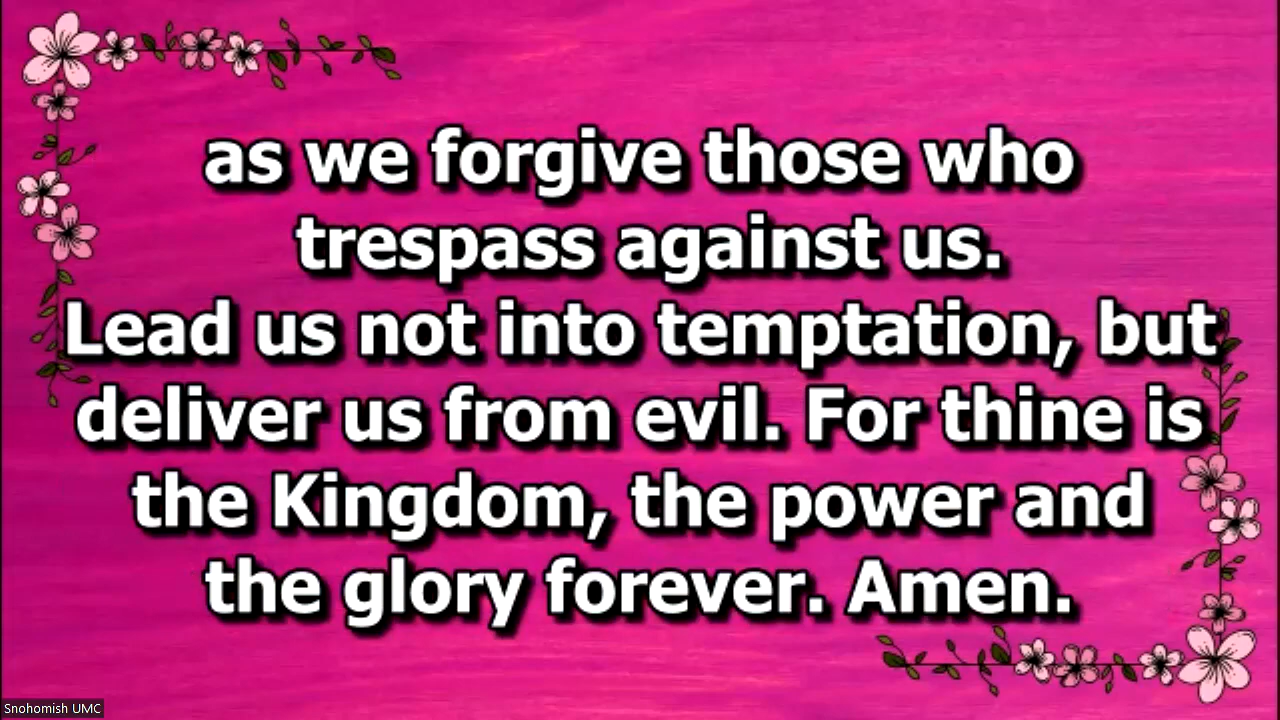 as we forgive those who
trespass against us.
Lead us not into temptation, but
deliver us from evil. For thine is
the Kingdom, the power and
the glory forever. Amen.
Snohomish UMC